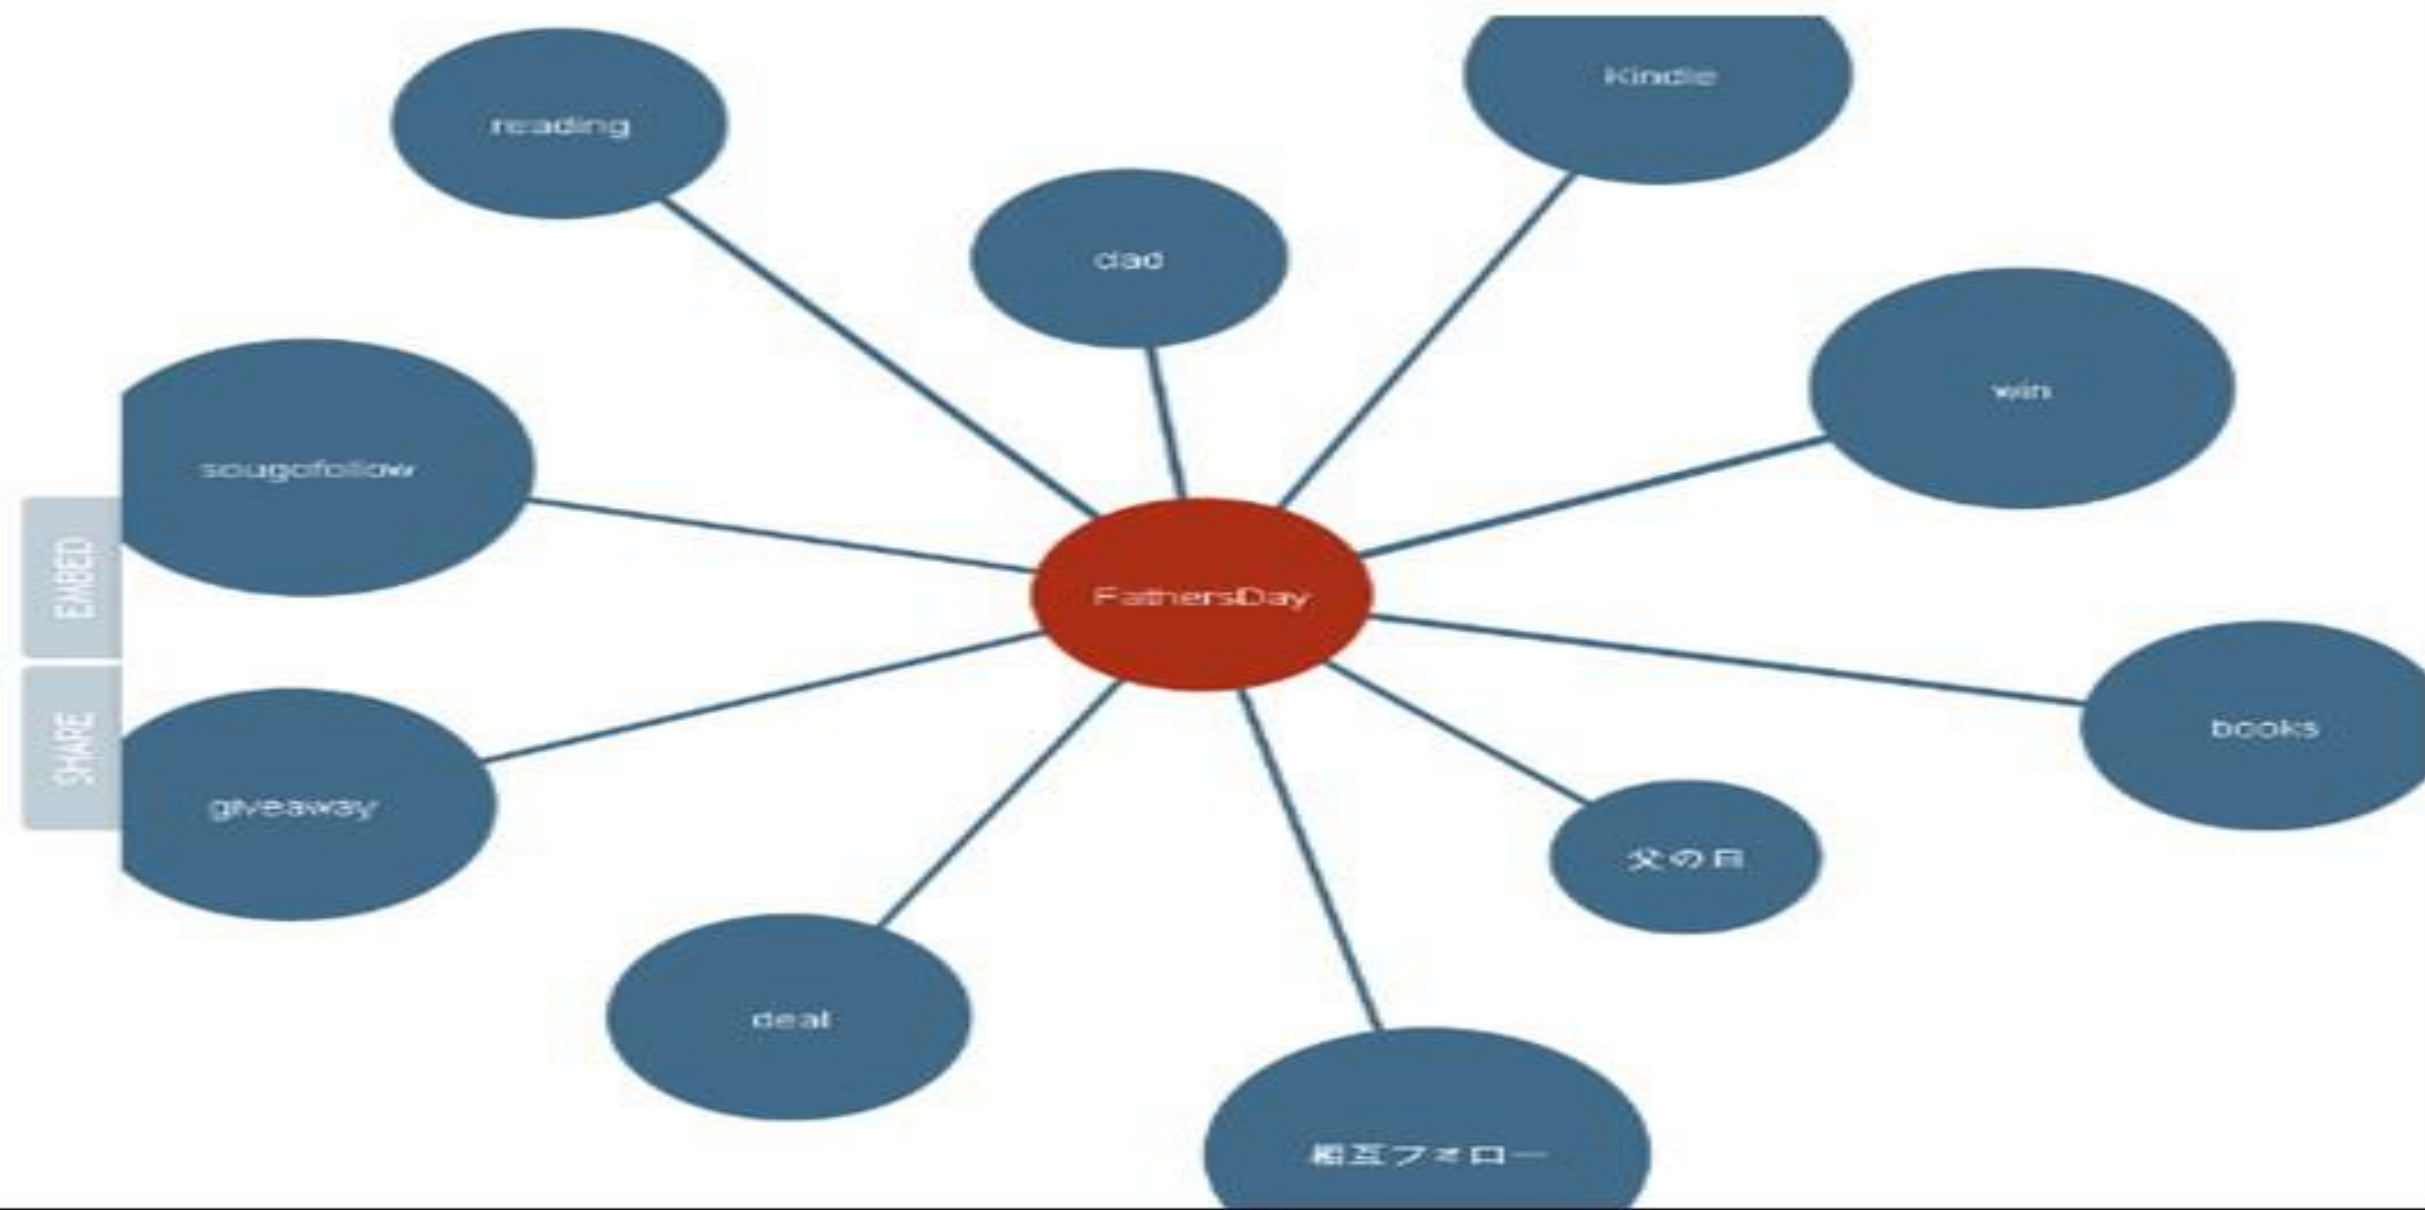 Kindle
reading
dad
win
sougofollow
EMBED
FathersDay
SHARE
books
giveaway
父の日
deal
相互フォロー